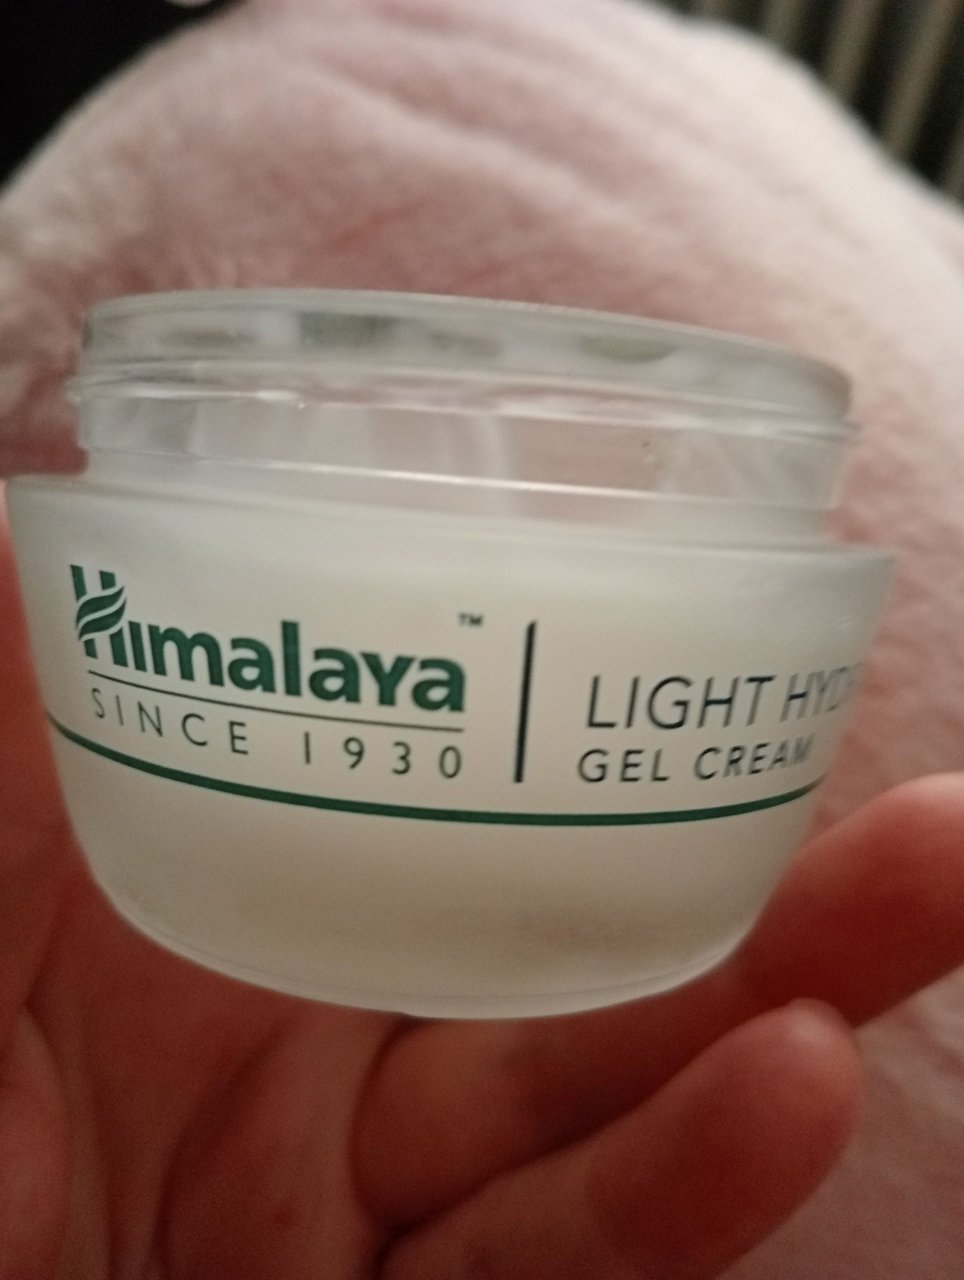 Himalaya™
SINCE 1930
LIGHT
GEL CREAM